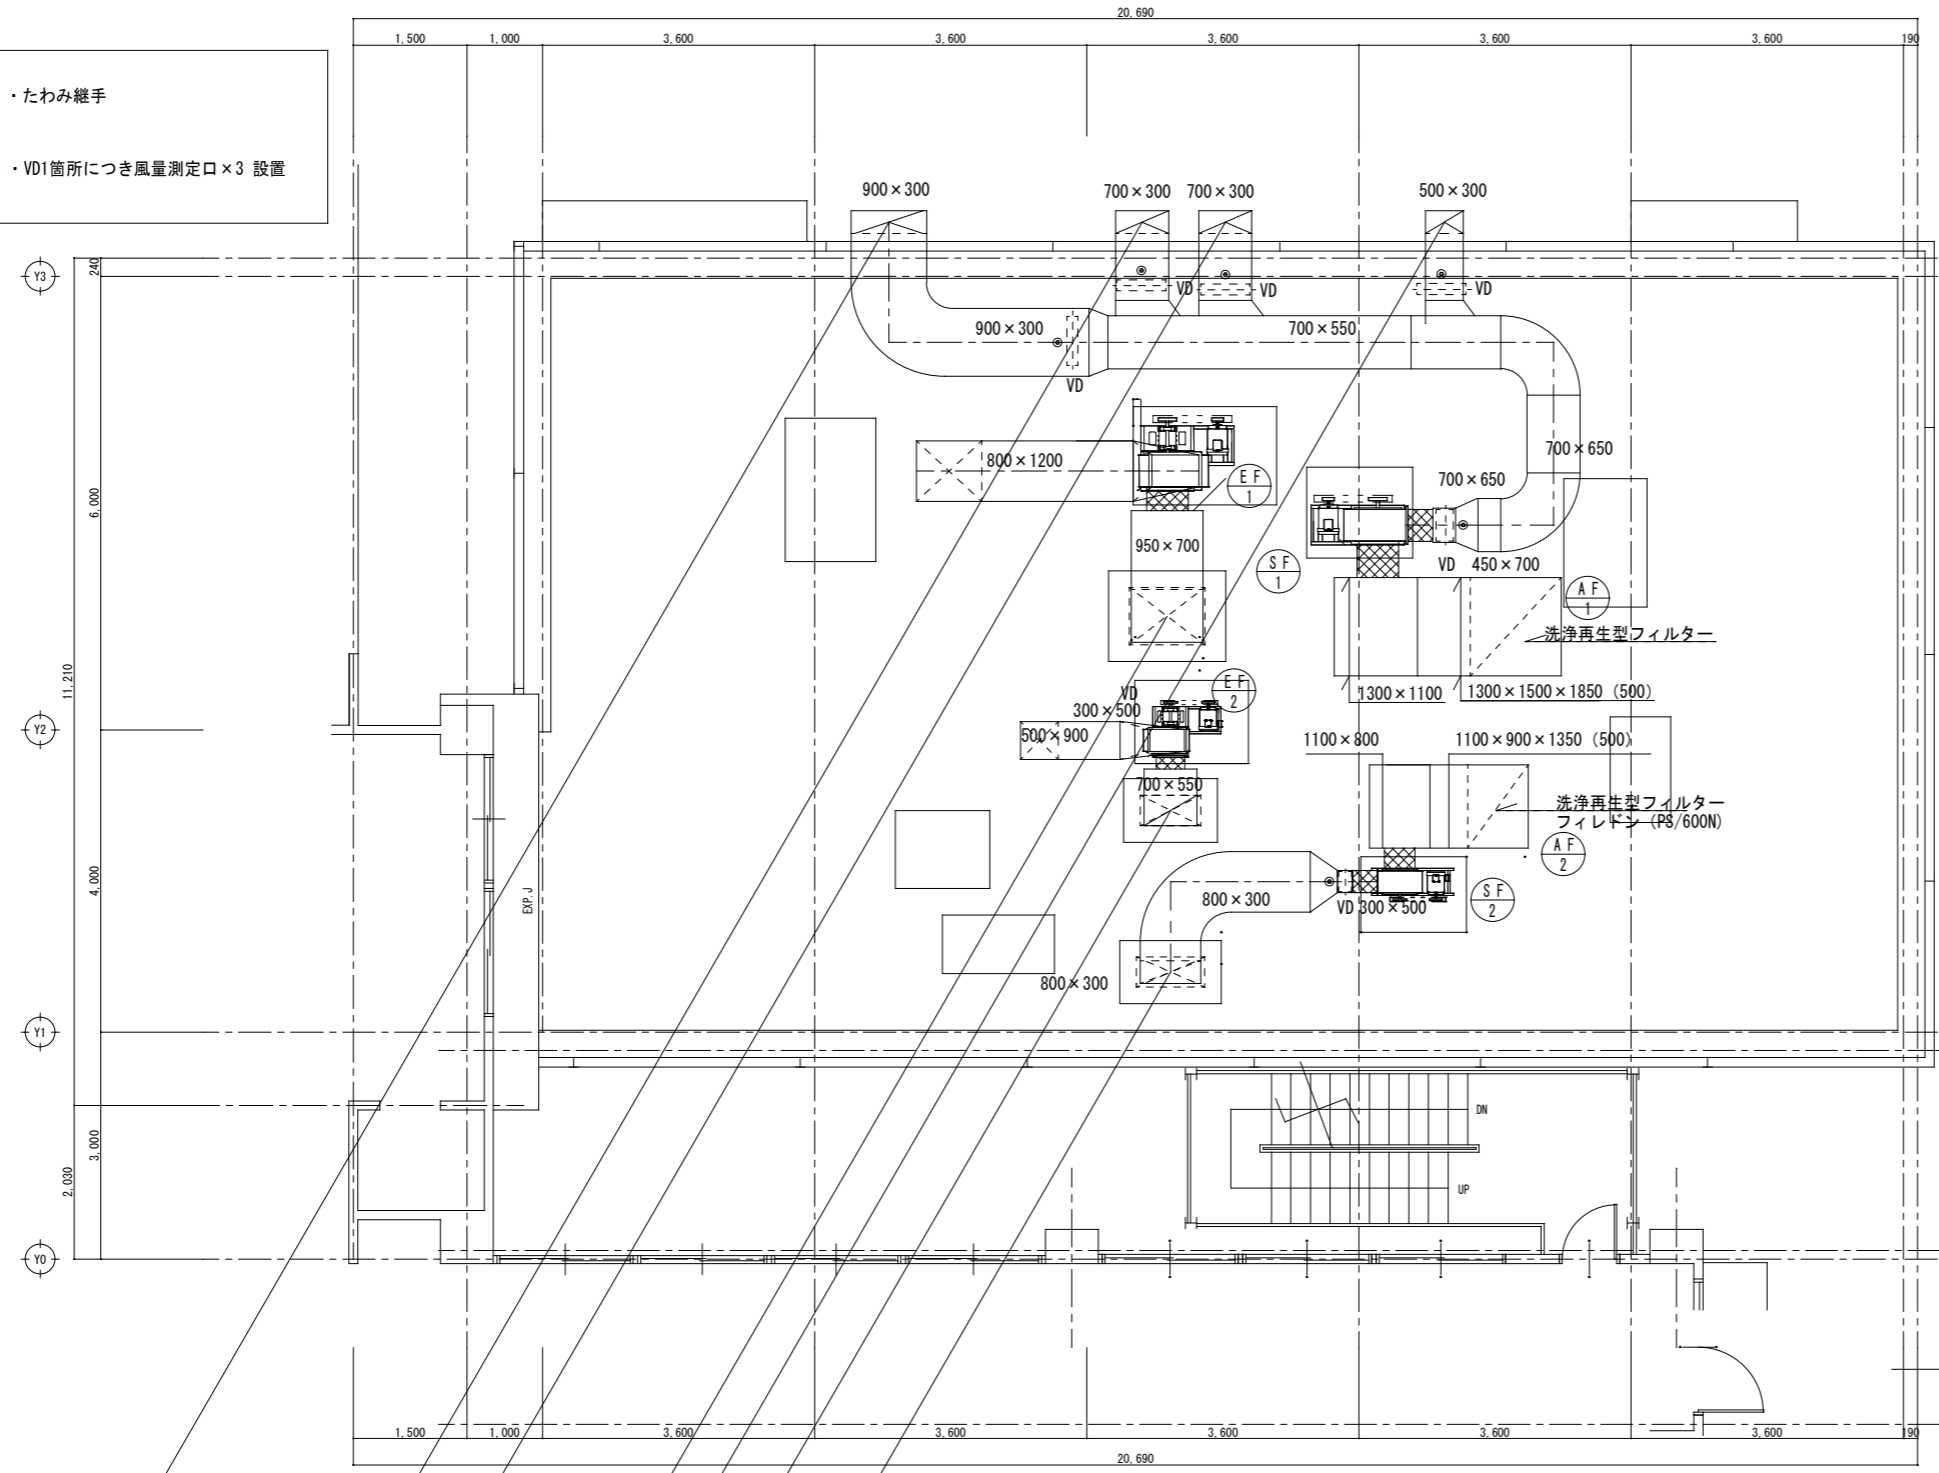 20,690
1,500
1,000
3,600
3,600
3,600
3,600
3,600
190
・たわみ継手
・VD1箇所につき風量測定口×3 設置
900×300
700×300
700×300
500×300
Y3
240
VD
VD
VD
900×300
700×550
VD
700×650
800×1200
E F
1
700×650
6,000
950×700
S F
1
VD
450×700
A F
1
洗浄再生型フィルター
11,210
E F
2
VD
1300×1100
1300×1500×1850 (500)
300×500
Y2
500×900
1100×800
1100×900×1350 (500)
700×550
洗浄再生型フィルター
フィレドン (PS/600N)
A F
2
4,000
EXP.J
800×300
VD
300×500
S F
2
800×300
Y1
DN
3,000
2,030
UP
Y0
1,500
1,000
3,600
3,600
3,600
3,600
3,600
190
20,690